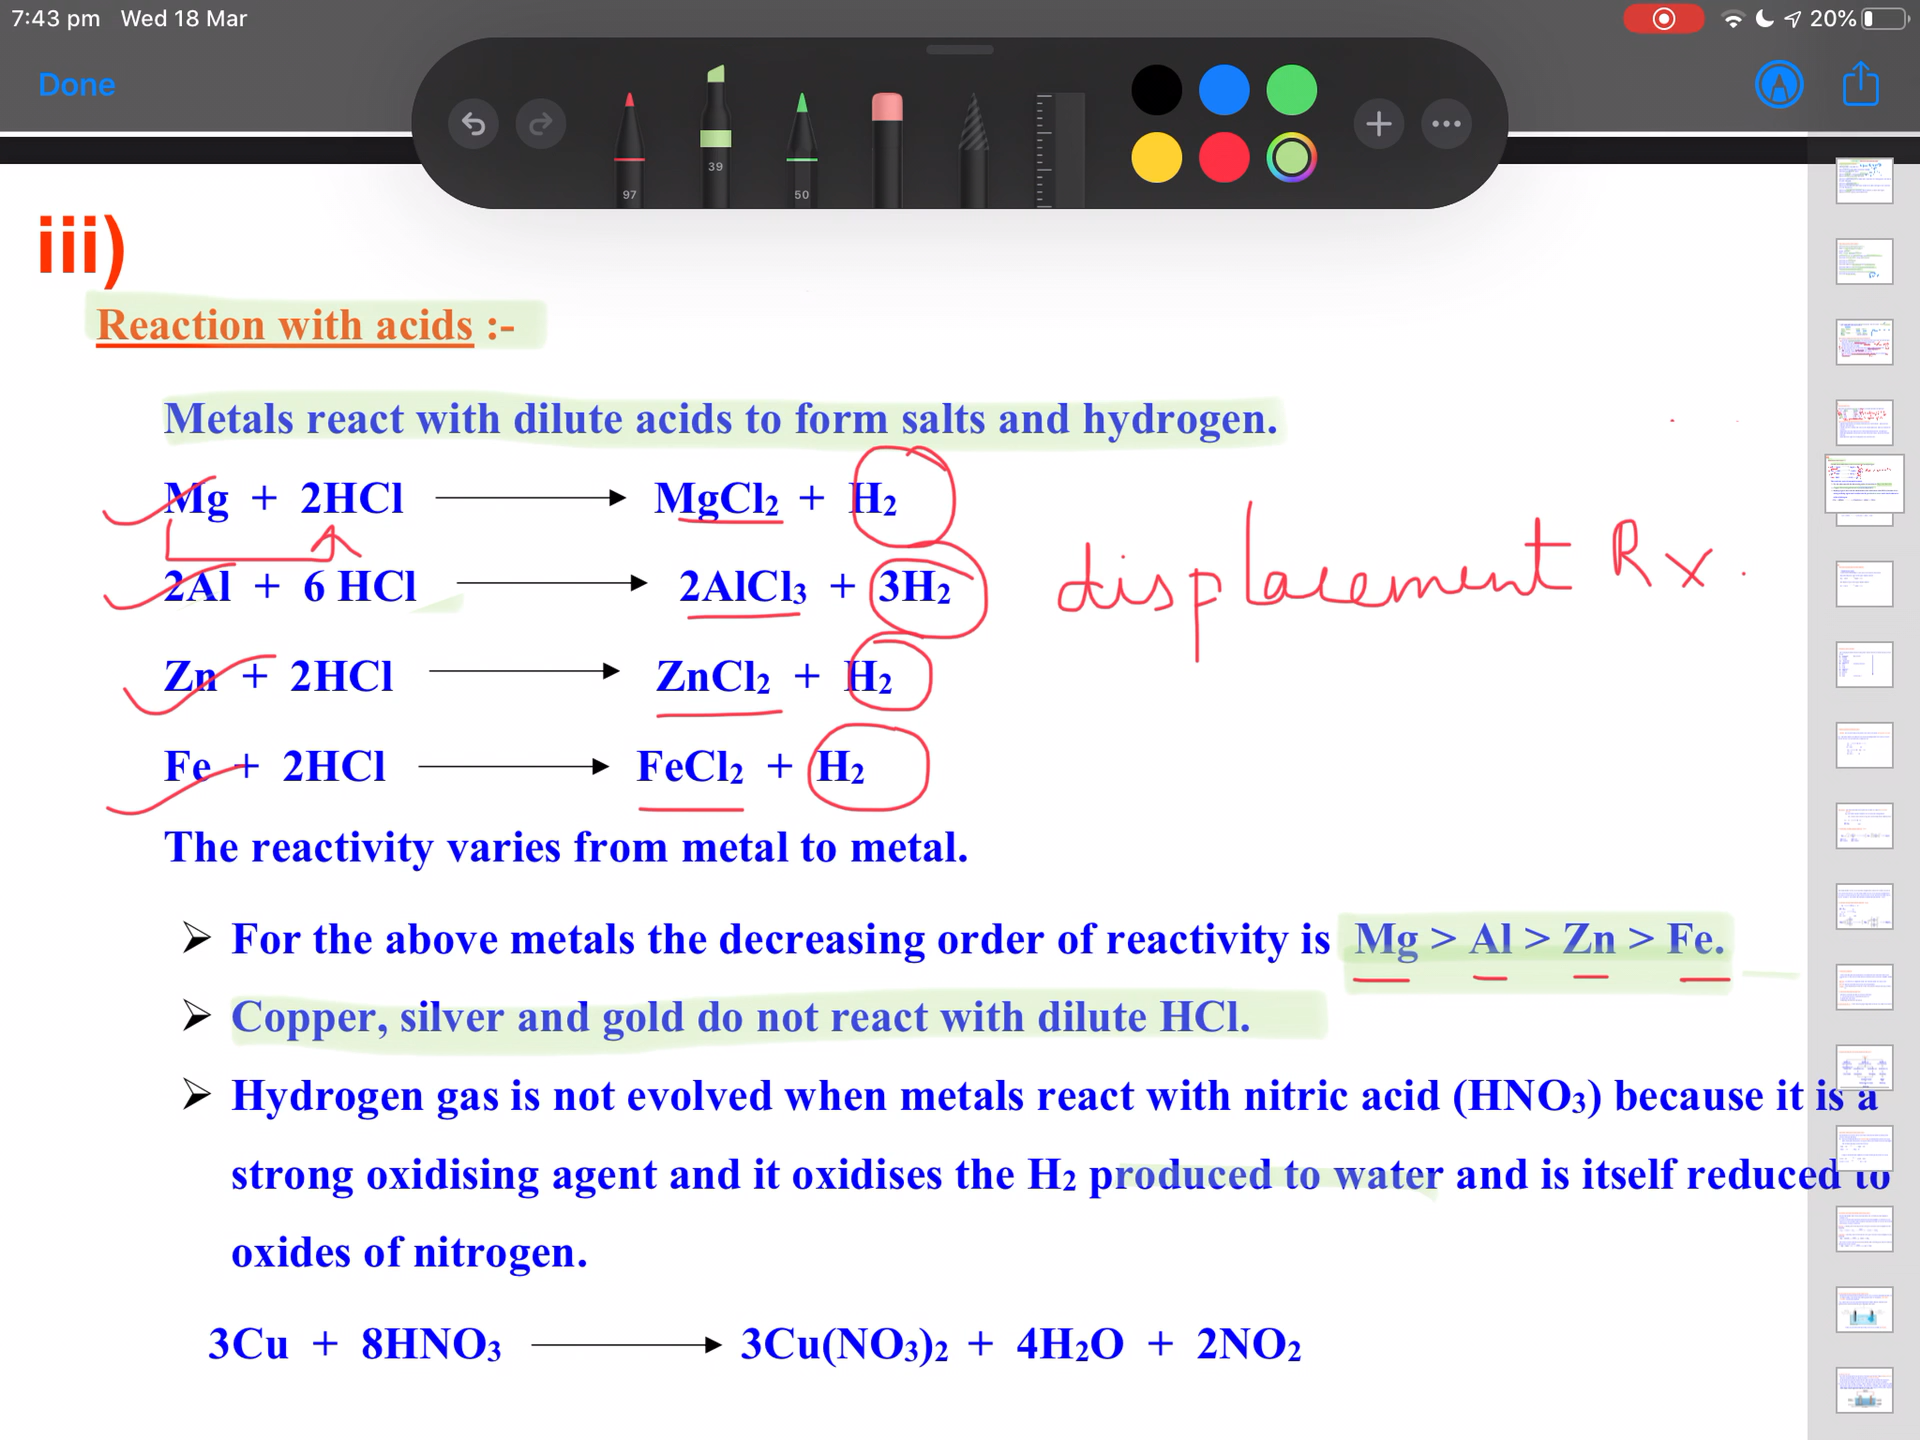 7:43 pm Wed 18 Mar
20%
Done
97
39
50
iii)
Reaction with acids :-
Metals react with dilute acids to form salts and hydrogen.
Mg + 2HCl ⟶ MgCl₂ + H₂
2Al + 6 HCl ⟶ 2AlCl₃ + 3H₂
displacement Rx.
Zn + 2HCl ⟶ ZnCl₂ + H₂
Fe + 2HCl ⟶ FeCl₂ + H₂
The reactivity varies from metal to metal.
➢ For the above metals the decreasing order of reactivity is Mg > Al > Zn > Fe.
➢ Copper, silver and gold do not react with dilute HCl.
➢ Hydrogen gas is not evolved when metals react with nitric acid (HNO₃) because it is a
strong oxidising agent and it oxidises the H₂ produced to water and is itself reduced to
oxides of nitrogen.
3Cu + 8HNO₃ ⟶ 3Cu(NO₃)₂ + 4H₂O + 2NO₂